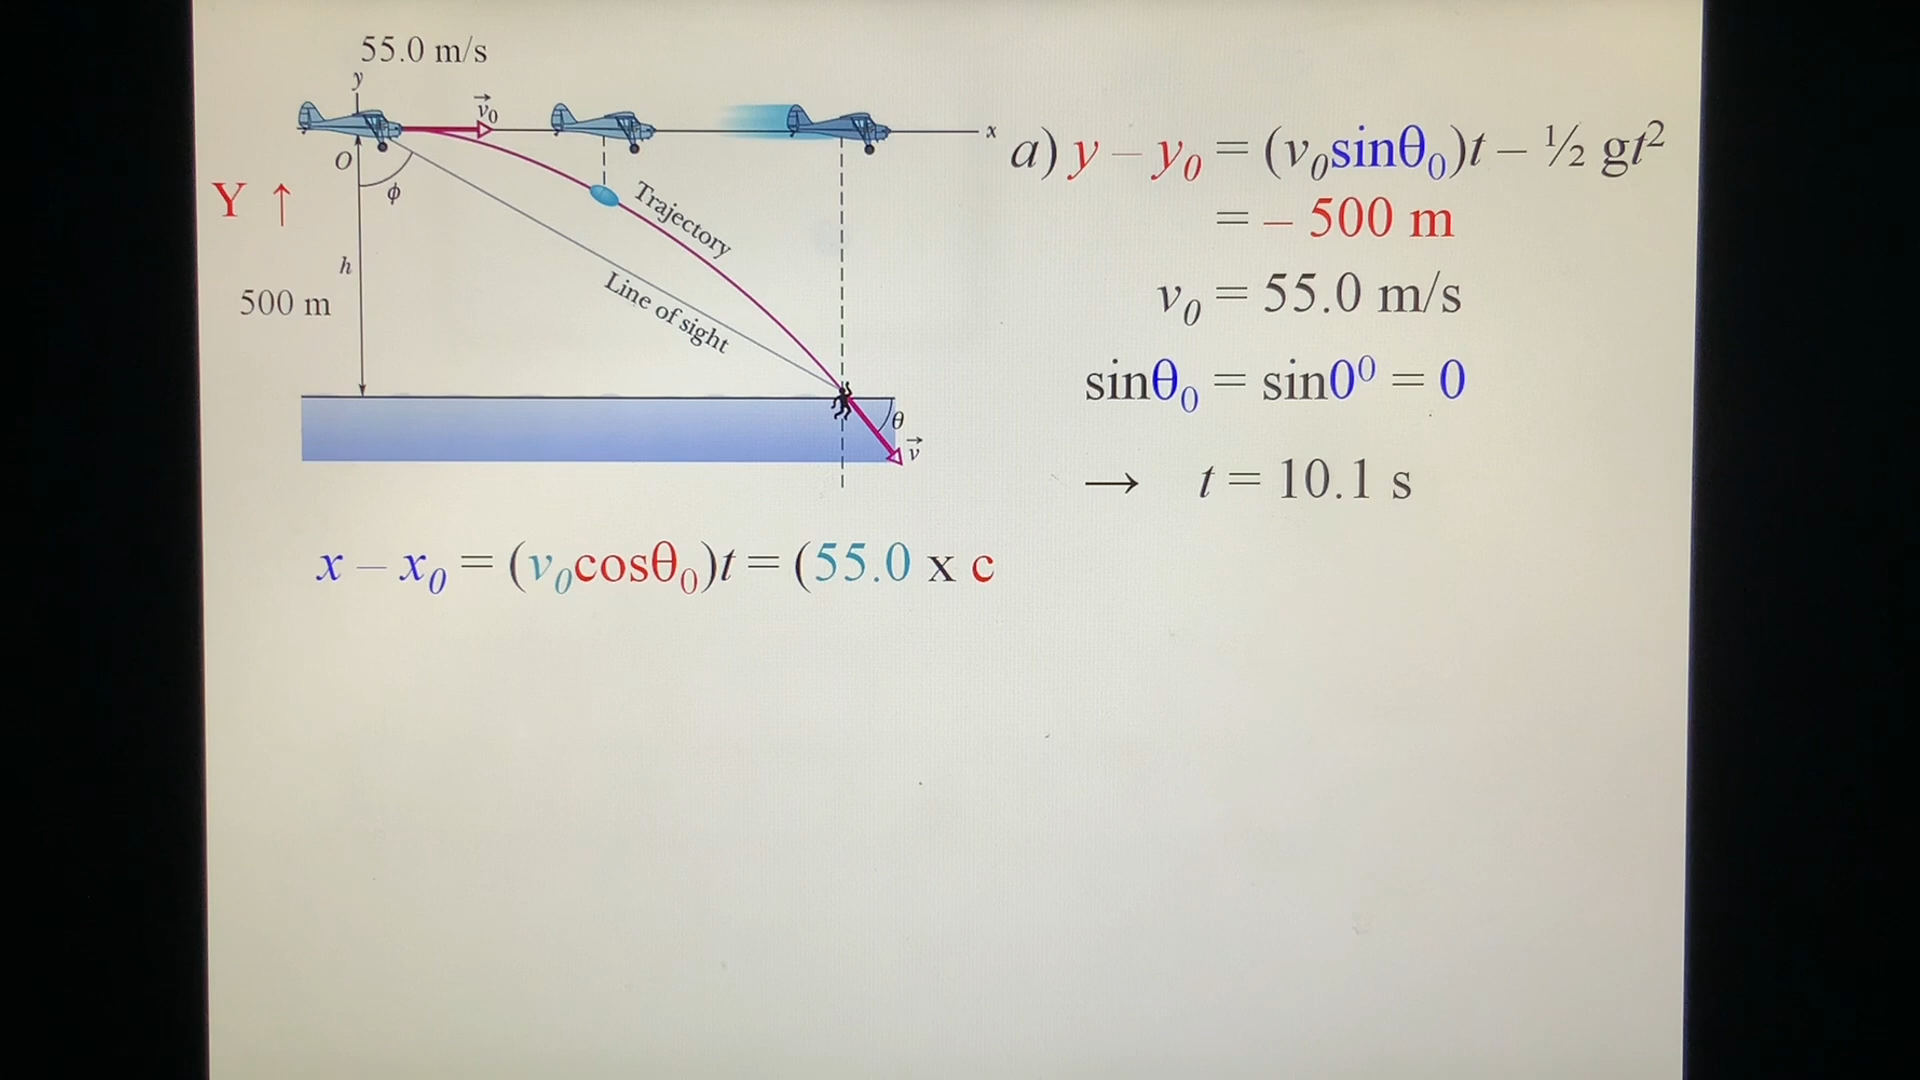 55.0 m/s
y
v₀
x
O
ϕ
Y ↑
h
500 m
Trajectory
Line of sight
θ
v
a) y – y₀ = (v₀sinθ₀)t – ½ gt²
= – 500 m
v₀ = 55.0 m/s
sinθ₀ = sin0⁰ = 0
→ t = 10.1 s
x – x₀ = (v₀cosθ₀)t = (55.0 x c